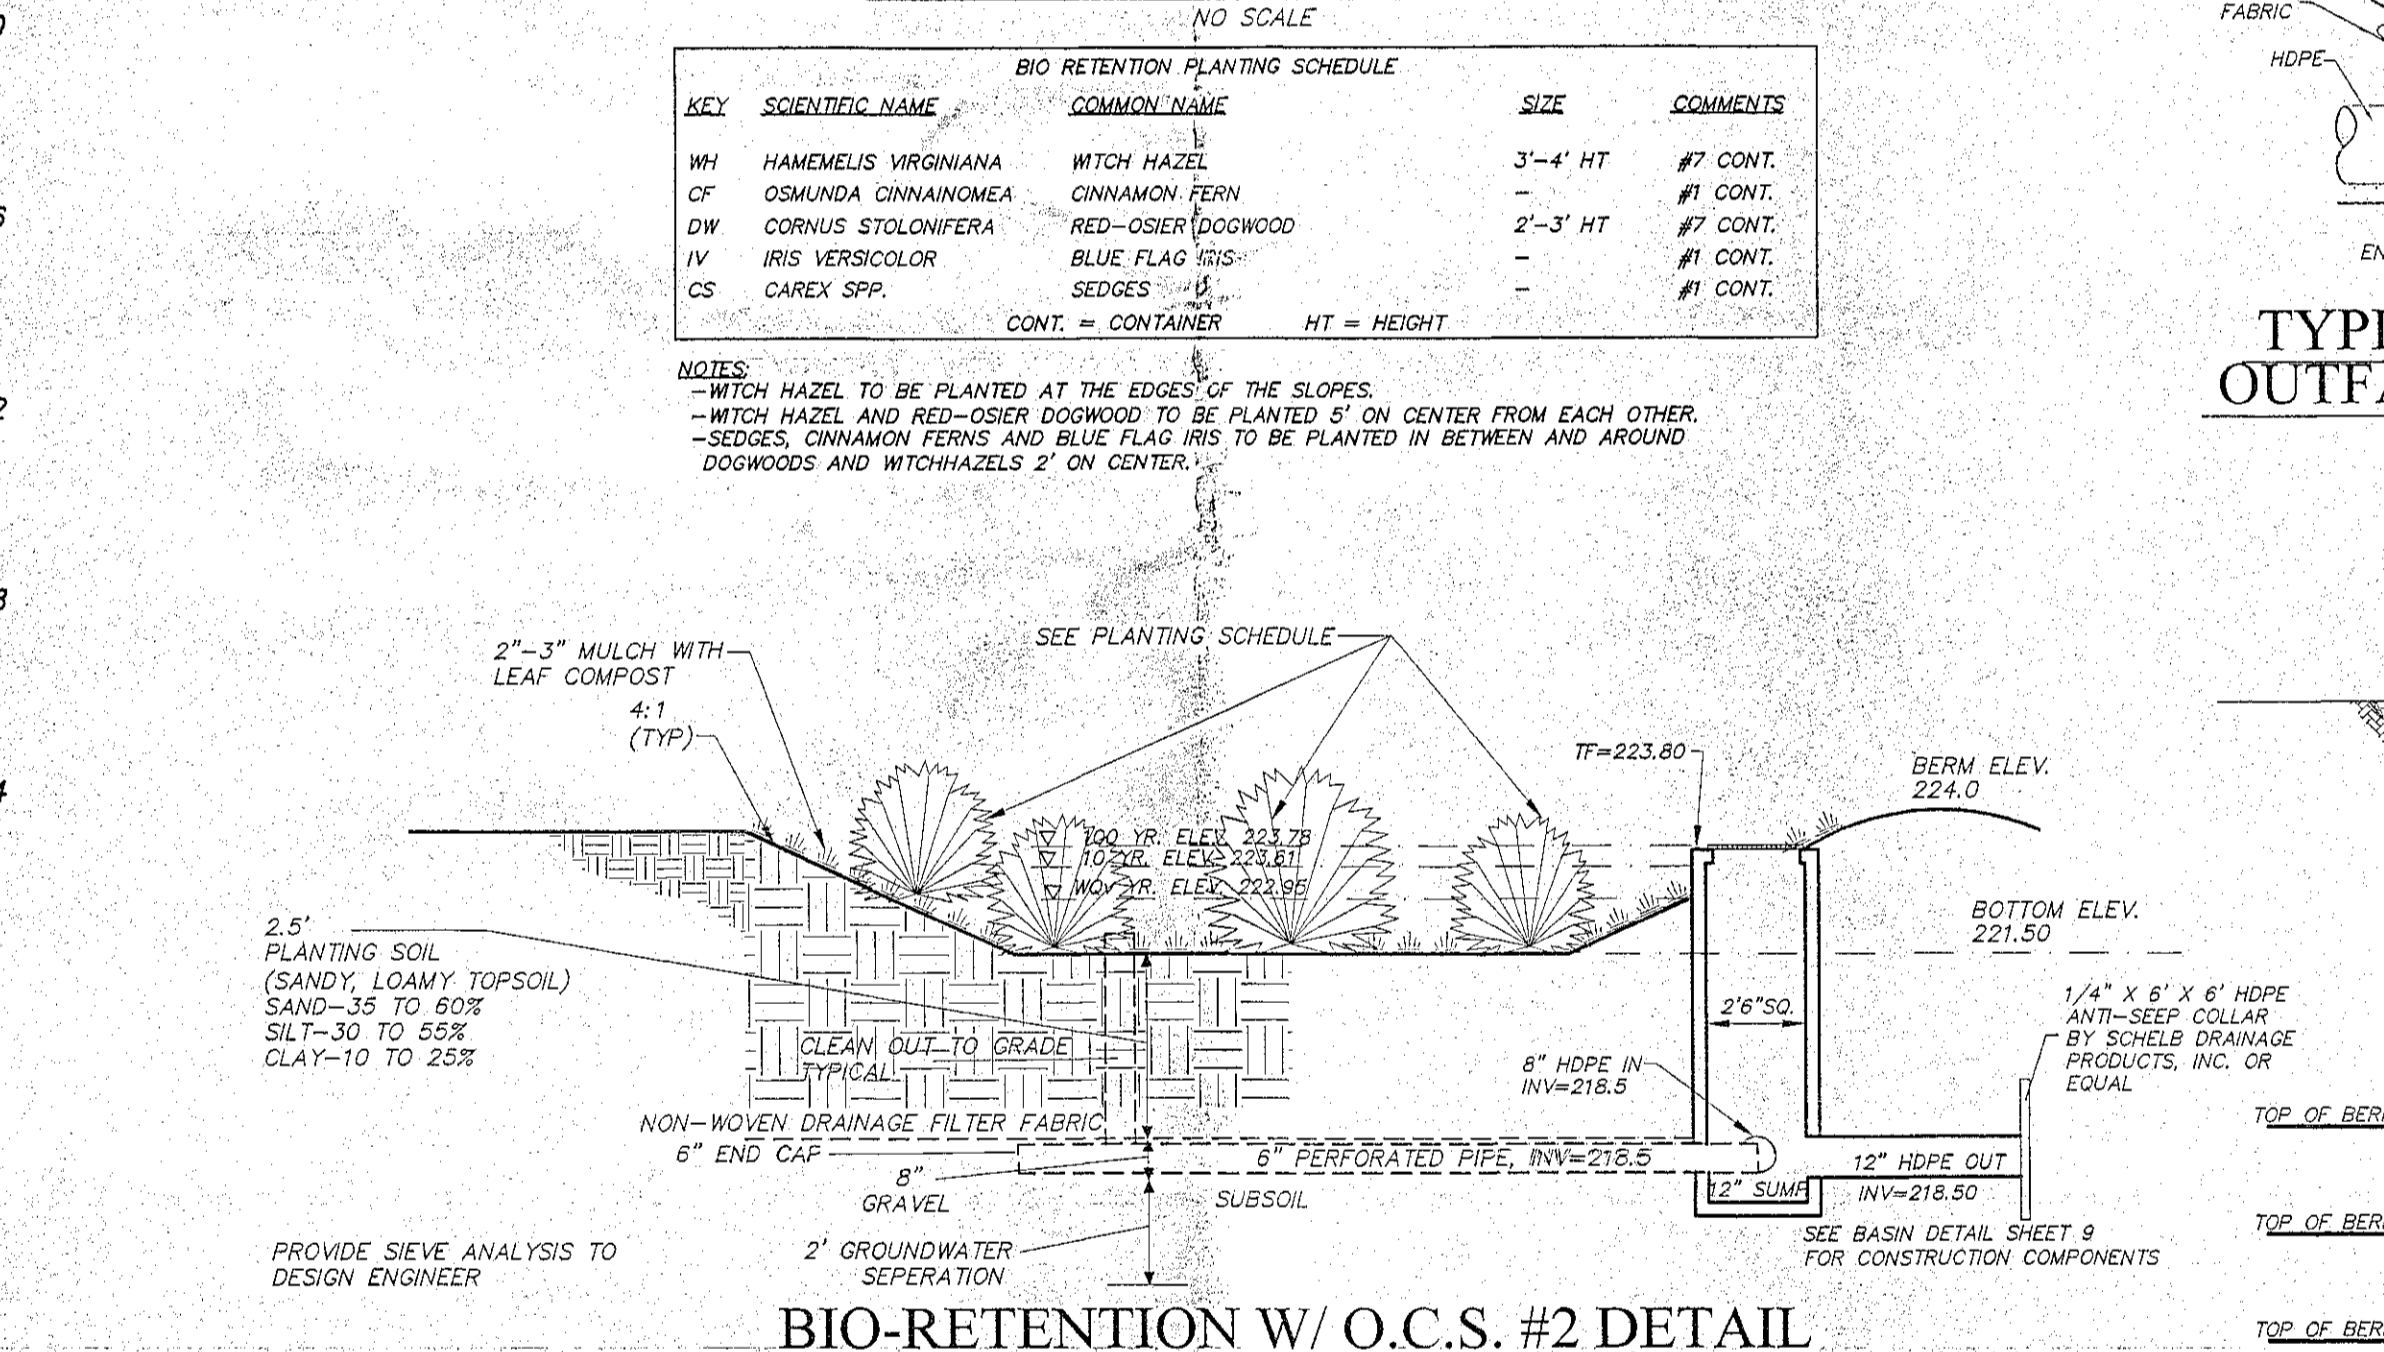 NO SCALE
BIO RETENTION PLANTING SCHEDULE
KEY SCIENTIFIC NAME COMMON NAME SIZE COMMENTS
WH HAMEMELIS VIRGINIANA WITCH HAZEL 3'-4' HT #7 CONT.
CF OSMUNDA CINNAINOMEA CINNAMON FERN - #1 CONT.
DW CORNUS STOLONIFERA RED-OSIER DOGWOOD 2'-3' HT #7 CONT.
IV IRIS VERSICOLOR BLUE FLAG IRIS - #1 CONT.
CS CAREX SPP. SEDGES - #1 CONT.
CONT. = CONTAINER HT = HEIGHT
NOTES:
-WITCH HAZEL TO BE PLANTED AT THE EDGES OF THE SLOPES.
-WITCH HAZEL AND RED-OSIER DOGWOOD TO BE PLANTED 5' ON CENTER FROM EACH OTHER.
-SEDGES, CINNAMON FERNS AND BLUE FLAG IRIS TO BE PLANTED IN BETWEEN AND AROUND
DOGWOODS AND WITCHHAZELS 2' ON CENTER.
FABRIC
HDPE
SEE PLANTING SCHEDULE
2"-3" MULCH WITH
LEAF COMPOST
4:1
(TYP)
TF=223.80
BERM ELEV.
224.0
100 YR. ELEV. 223.78
10 YR. ELEV. 223.61
WQv YR. ELEV. 222.95
BOTTOM ELEV.
221.50
2.5'
PLANTING SOIL
(SANDY, LOAMY TOPSOIL)
SAND-35 TO 60%
SILT-30 TO 55%
CLAY-10 TO 25%
2'6"SQ.
1/4" X 6' X 6' HDPE
ANTI-SEEP COLLAR
BY SCHELB DRAINAGE
PRODUCTS, INC. OR
EQUAL
CLEAN OUT TO GRADE
TYPICAL
8" HDPE IN
INV=218.5
NON-WOVEN DRAINAGE FILTER FABRIC
6" END CAP
6" PERFORATED PIPE, INV=218.5
12" HDPE OUT
INV=218.50
8"
GRAVEL
SUBSOIL
12" SUMP
SEE BASIN DETAIL SHEET 9
FOR CONSTRUCTION COMPONENTS
PROVIDE SIEVE ANALYSIS TO
DESIGN ENGINEER
2' GROUNDWATER
SEPERATION
BIO-RETENTION W/ O.C.S. #2 DETAIL
TOP OF
TOP OF
TOP OF